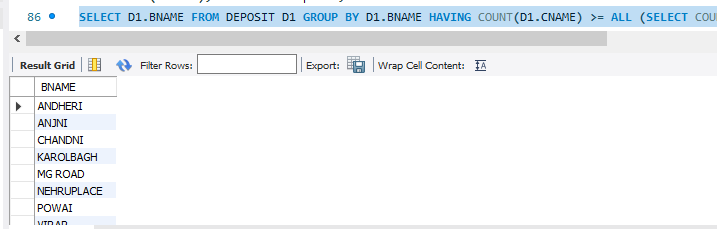 86 SELECT D1.BNAME FROM DEPOSIT D1 GROUP BY D1.BNAME HAVING COUNT(D1.CNAME) >= ALL (SELECT COU
Result Grid Filter Rows: Export: Wrap Cell Content:
BNAME
ANDHERI
ANJNI
CHANDNI
KAROLBAGH
MG ROAD
NEHRUPLACE
POWAI